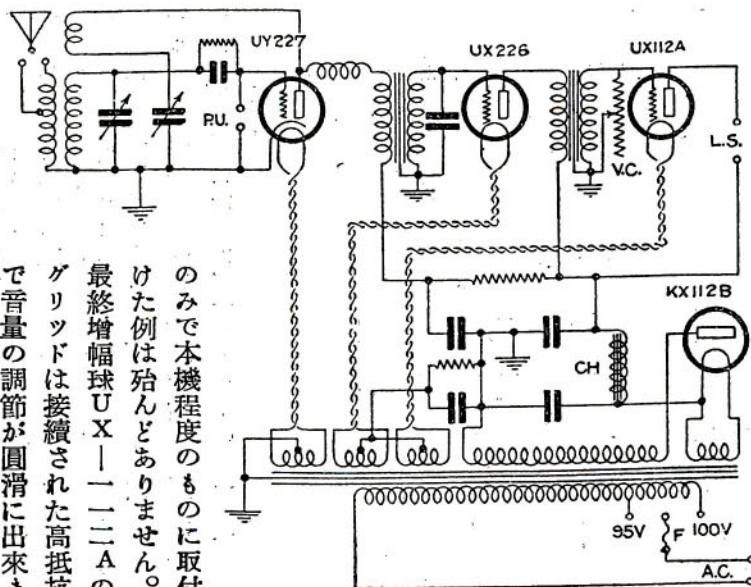 UY227
UX226
UX112A
P.U.
V.C.
L.S.
KX112B
CH
95V
F
100V
A.C.
のみで本機程度のものに取付
けた例は殆んどありません。
最終增幅球UX—一一二Aの
グリッドは接續された高抵抗
で音量の調節が圓滑に出來